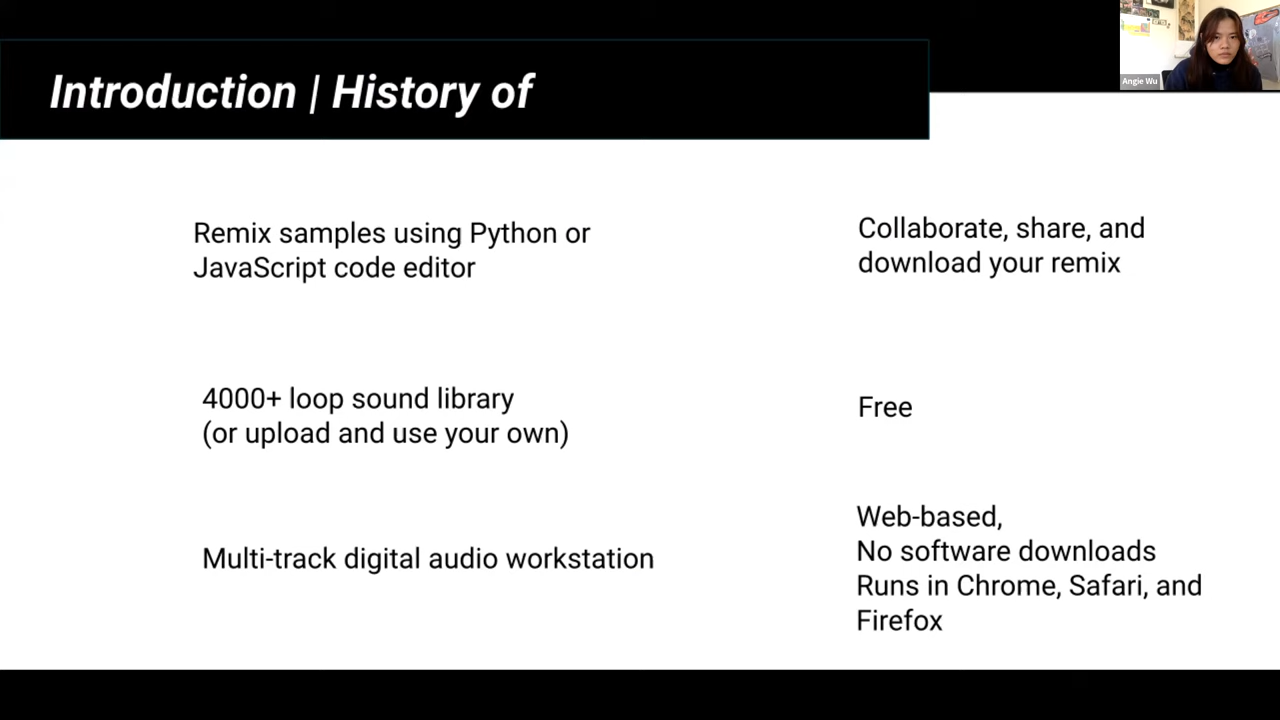 Introduction | History of
Angie Wu
Remix samples using Python or
JavaScript code editor
Collaborate, share, and
download your remix
4000+ loop sound library
(or upload and use your own)
Free
Multi-track digital audio workstation
Web-based,
No software downloads
Runs in Chrome, Safari, and
Firefox